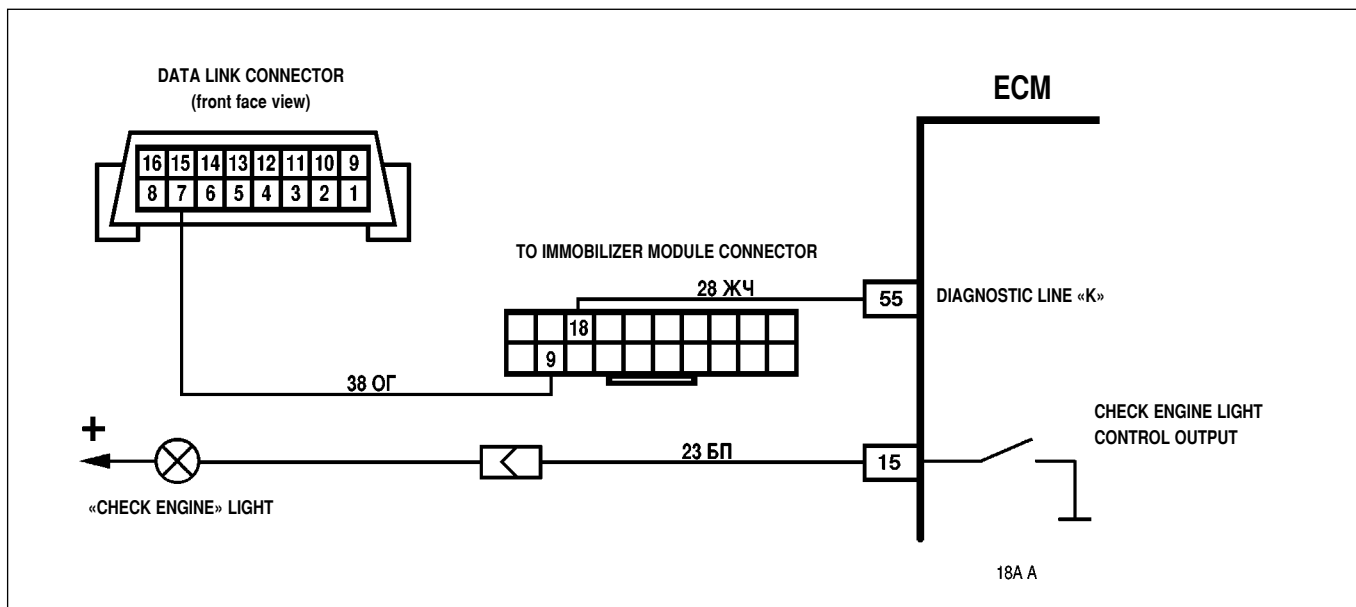 DATA LINK CONNECTOR
(front face view)
ECM
16 15 14 13 12 11 10 9
8 7 6 5 4 3 2 1
TO IMMOBILIZER MODULE CONNECTOR
28 ЖЧ
55
DIAGNOSTIC LINE «K»
18
9
38 ОГ
CHECK ENGINE LIGHT
CONTROL OUTPUT
+
23 БП
15
«CHECK ENGINE» LIGHT
18A A